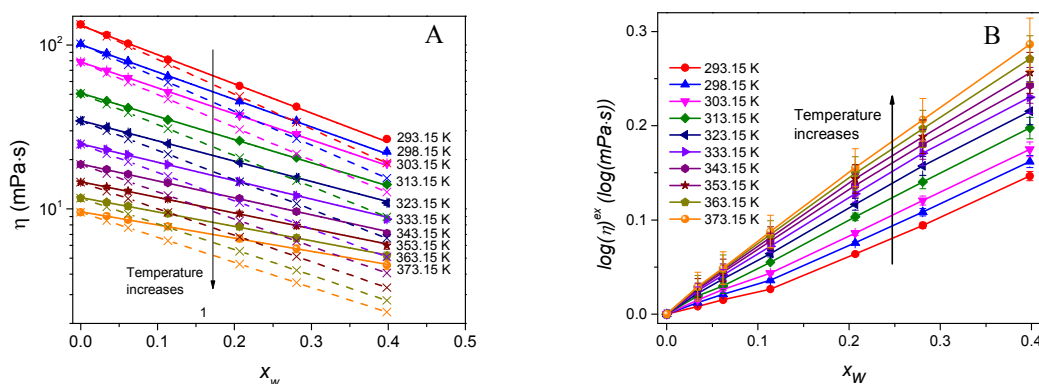 A
10²
10¹
η (mPa·s)
293.15 K
298.15 K
303.15 K
313.15 K
323.15 K
333.15 K
343.15 K
353.15 K
363.15 K
373.15 K
Temperature
increases
1
0.0 0.1 0.2 0.3 0.4 0.5
x_w
B
log(η)^ex (log(mPa·s))
0.3
0.2
0.1
0.0
293.15 K
298.15 K
303.15 K
313.15 K
323.15 K
333.15 K
343.15 K
353.15 K
363.15 K
373.15 K
Temperature
increases
0.0 0.1 0.2 0.3 0.4
x_W